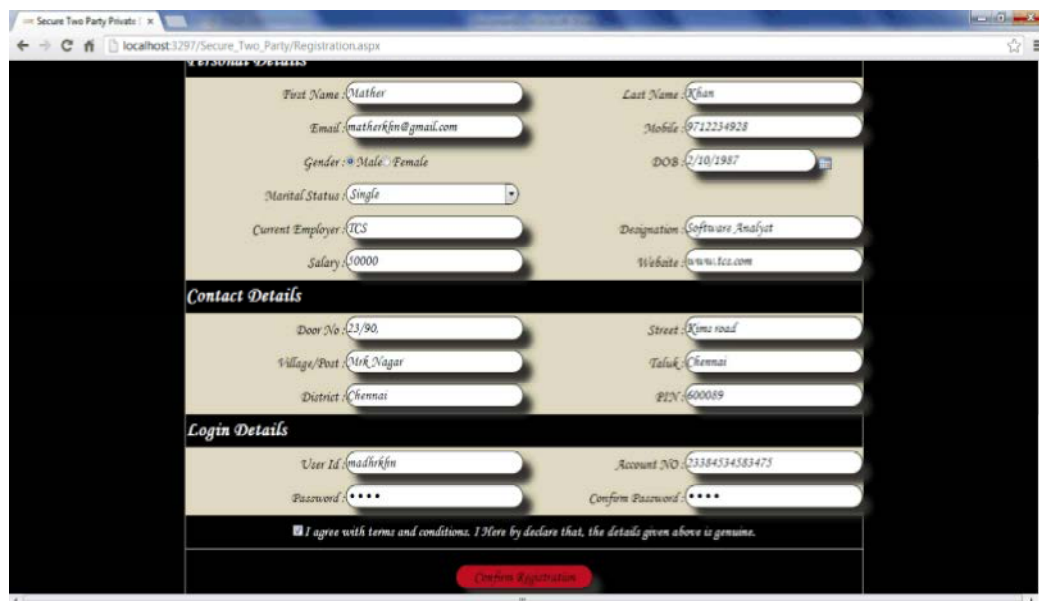 Secure Two Party Private
localhost:3297/Secure_Two_Party/Registration.aspx
Personal Details
First Name : Mather Last Name : Khan
Email : matherkhn@gmail.com Mobile : 9712234928
Gender : Male Female DOB : 2/10/1987
Marital Status : Single
Current Employer : TCS Designation : Software Analyst
Salary : 50000 Website : www.tcs.com
Contact Details
Door No : 23/90, Street : Kims road
Village/Post : Mrk Nagar Taluk : Chennai
District : Chennai PIN : 600089
Login Details
User Id : madhrkhn Account NO : 23384534583475
Password : •••• Confirm Password : ••••
I agree with terms and conditions. I Here by declare that, the details given above is genuine.
Confirm Registration